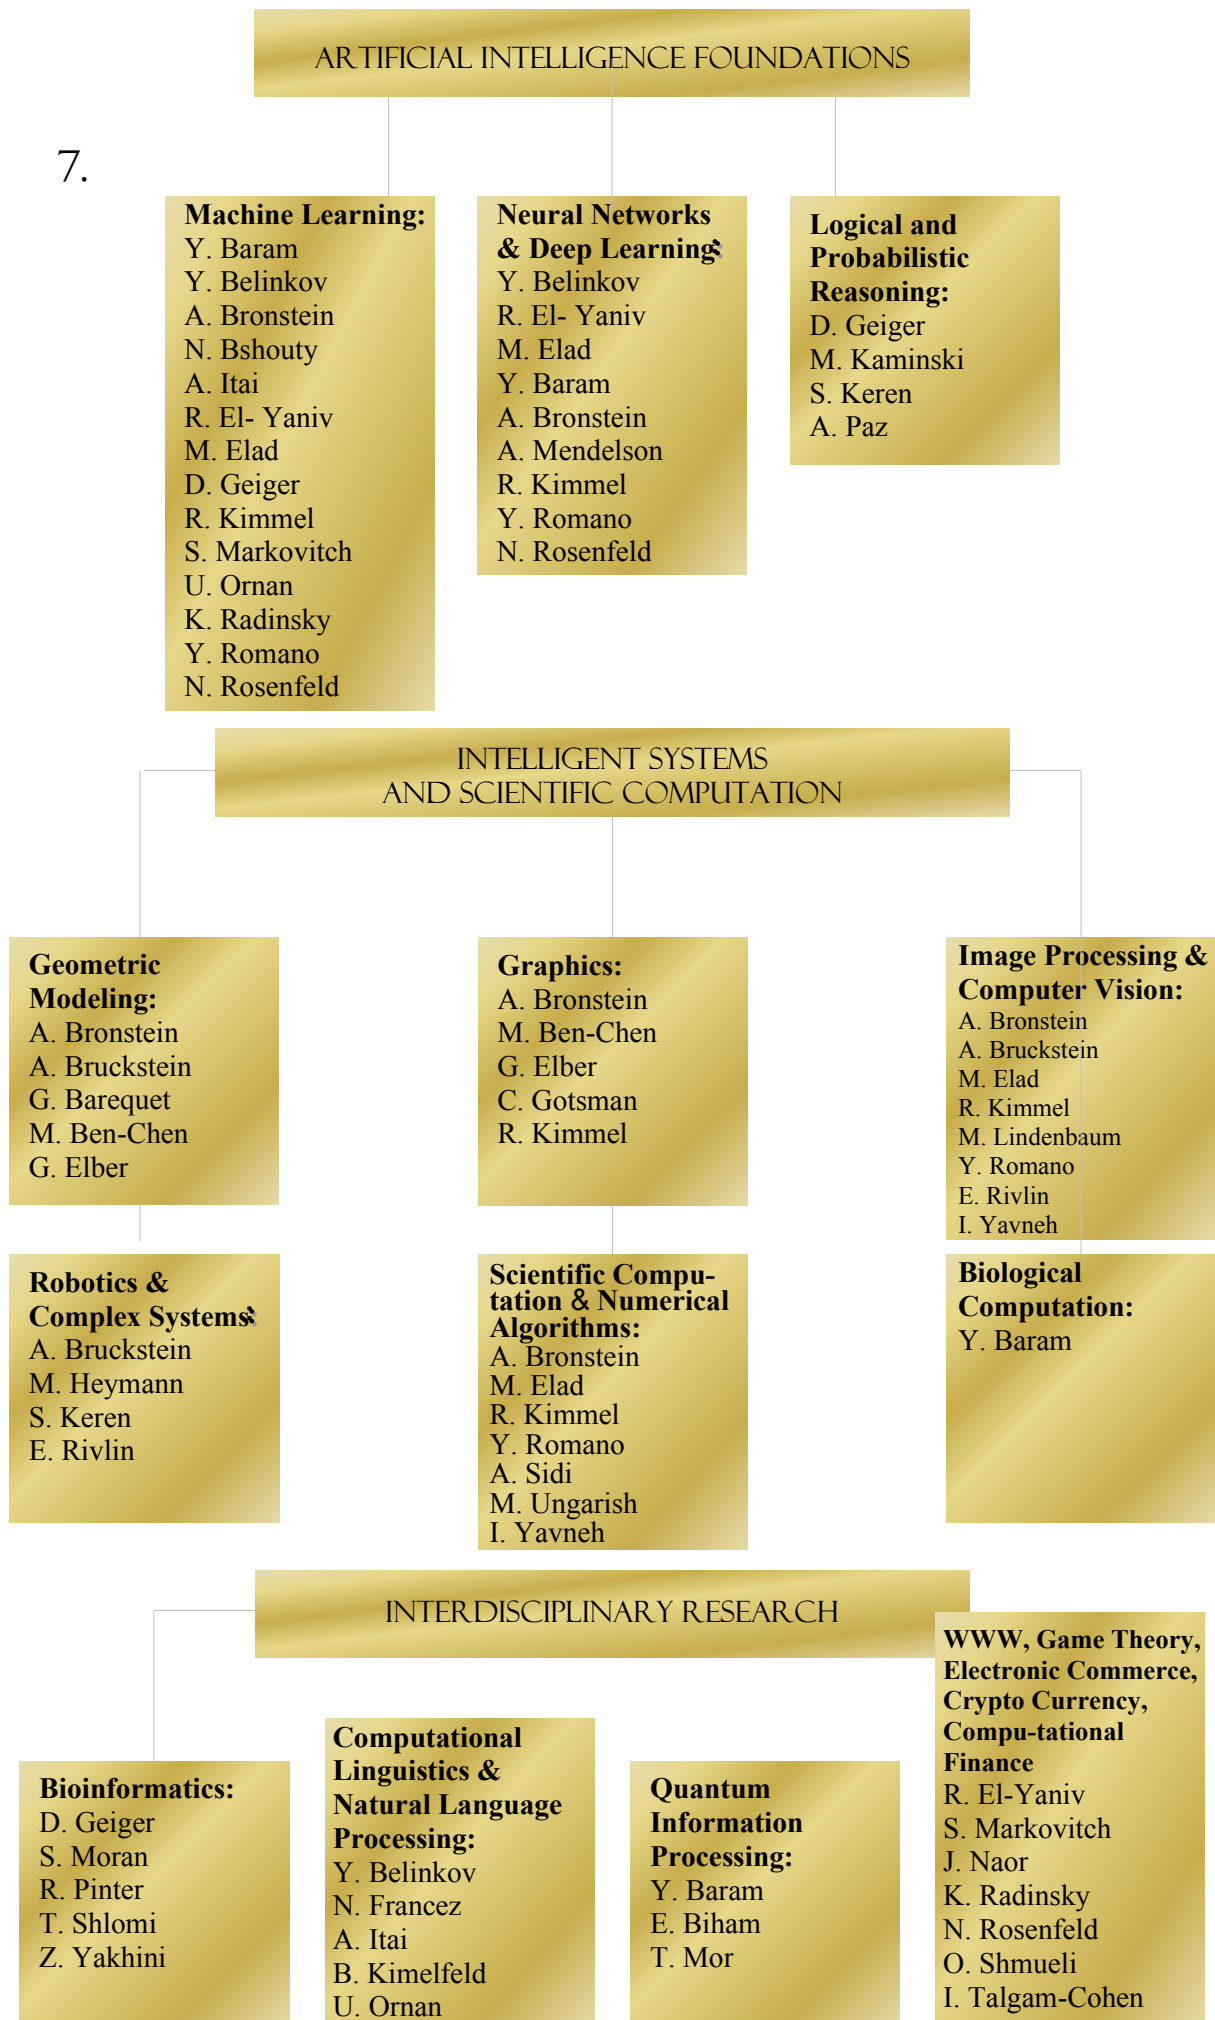 ARTIFICIAL INTELLIGENCE FOUNDATIONS
7.
Machine Learning:
Y. Baram
Y. Belinkov
A. Bronstein
N. Bshouty
A. Itai
R. El- Yaniv
M. Elad
D. Geiger
R. Kimmel
S. Markovitch
U. Ornan
K. Radinsky
Y. Romano
N. Rosenfeld
Neural Networks
& Deep Learning:
Y. Belinkov
R. El- Yaniv
M. Elad
Y. Baram
A. Bronstein
A. Mendelson
R. Kimmel
Y. Romano
N. Rosenfeld
Logical and
Probabilistic
Reasoning:
D. Geiger
M. Kaminski
S. Keren
A. Paz
INTELLIGENT SYSTEMS
AND SCIENTIFIC COMPUTATION
Geometric
Modeling:
A. Bronstein
A. Bruckstein
G. Barequet
M. Ben-Chen
G. Elber
Graphics:
A. Bronstein
M. Ben-Chen
G. Elber
C. Gotsman
R. Kimmel
Image Processing &
Computer Vision:
A. Bronstein
A. Bruckstein
M. Elad
R. Kimmel
M. Lindenbaum
Y. Romano
E. Rivlin
I. Yavneh
Robotics &
Complex Systems:
A. Bruckstein
M. Heymann
S. Keren
E. Rivlin
Scientific Compu-
tation & Numerical
Algorithms:
A. Bronstein
M. Elad
R. Kimmel
Y. Romano
A. Sidi
M. Ungarish
I. Yavneh
Biological
Computation:
Y. Baram
INTERDISCIPLINARY RESEARCH
Bioinformatics:
D. Geiger
S. Moran
R. Pinter
T. Shlomi
Z. Yakhini
Computational
Linguistics &
Natural Language
Processing:
Y. Belinkov
N. Francez
A. Itai
B. Kimelfeld
U. Ornan
Quantum
Information
Processing:
Y. Baram
E. Biham
T. Mor
WWW, Game Theory,
Electronic Commerce,
Crypto Currency,
Compu-tational
Finance
R. El-Yaniv
S. Markovitch
J. Naor
K. Radinsky
N. Rosenfeld
O. Shmueli
I. Talgam-Cohen